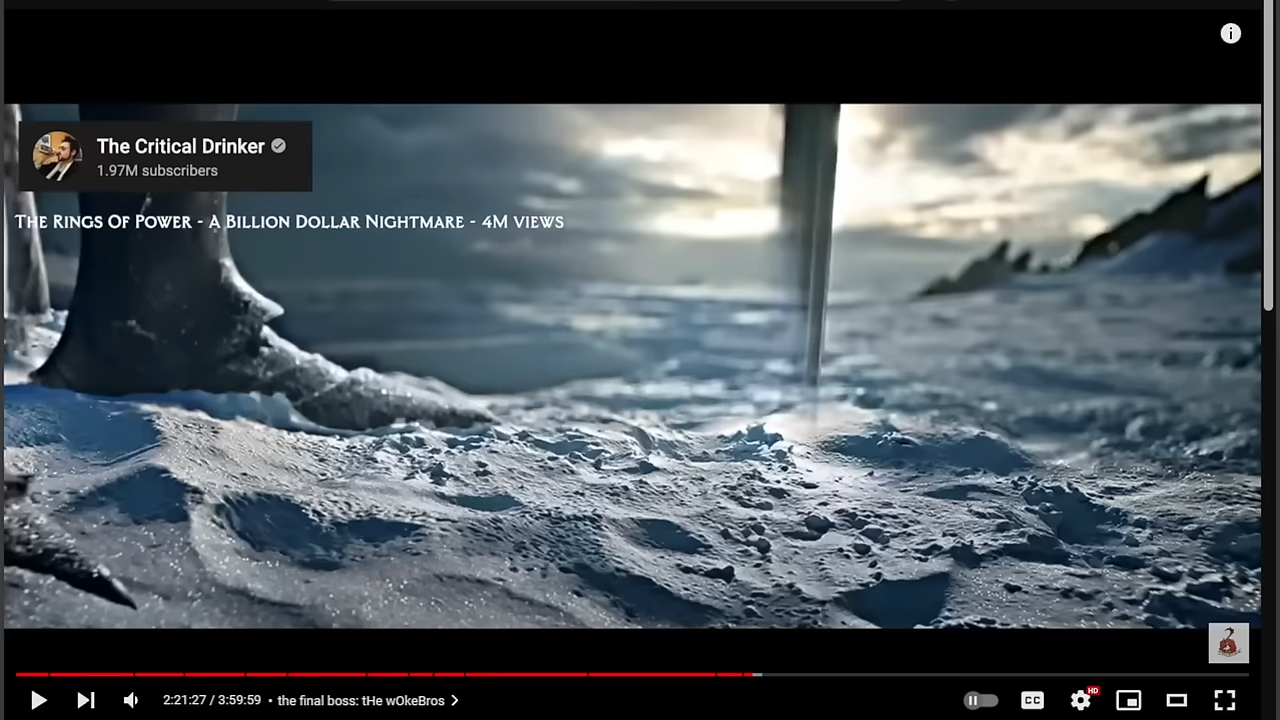 The Critical Drinker
1.97M subscribers
The Rings Of Power - A Billion Dollar Nightmare - 4M views
2:21:27 / 3:59:59 • the final boss: tHe wOkeBros
CC
HD